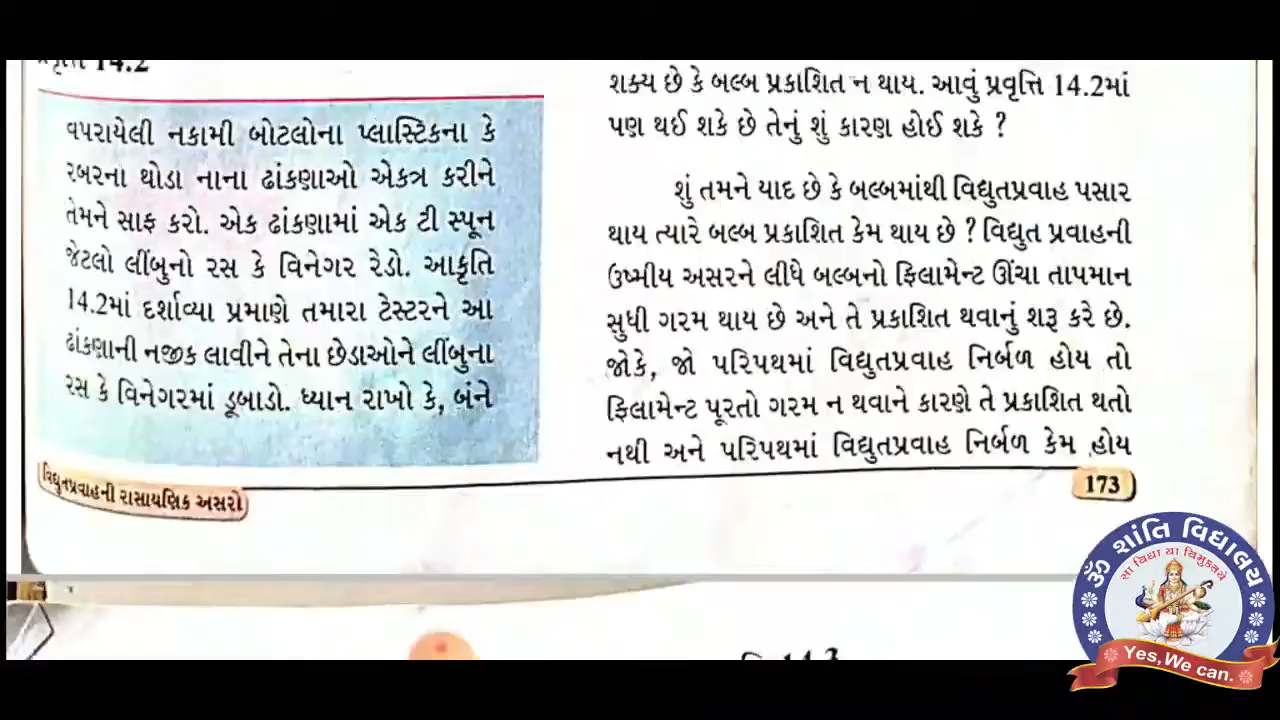 14.2
વપરાયેલી નકામી બોટલોના પ્લાસ્ટિકના કે
રબરના થોડા નાના ઢાંકણાઓ એકત્ર કરીને
તેમને સાફ કરો. એક ઢાંકણામાં એક ટી સ્પૂન
જેટલો લીંબુનો રસ કે વિનેગર રેડો. આકૃતિ
14.2માં દર્શાવ્યા પ્રમાણે તમારા ટેસ્ટરને આ
ઢાંકણાની નજીક લાવીને તેના છેડાઓને લીંબુના
રસ કે વિનેગરમાં ડૂબાડો. ધ્યાન રાખો કે, બંને
શક્ય છે કે બલ્બ પ્રકાશિત ન થાય. આવું પ્રવૃત્તિ 14.2માં
પણ થઈ શકે છે તેનું શું કારણ હોઈ શકે ?
શું તમને યાદ છે કે બલ્બમાંથી વિદ્યુતપ્રવાહ પસાર
થાય ત્યારે બલ્બ પ્રકાશિત કેમ થાય છે ? વિદ્યુત પ્રવાહની
ઉષ્મીય અસરને લીધે બલ્બનો ફિલામેન્ટ ઊંચા તાપમાન
સુધી ગરમ થાય છે અને તે પ્રકાશિત થવાનું શરૂ કરે છે.
જોકે, જો પરિપથમાં વિદ્યુતપ્રવાહ નિર્બળ હોય તો
ફિલામેન્ટ પૂરતો ગરમ ન થવાને કારણે તે પ્રકાશિત થતો
નથી અને પરિપથમાં વિદ્યુતપ્રવાહ નિર્બળ કેમ હોય
વિદ્યુતપ્રવાહની રાસાયણિક અસરો
173
ૐ શાંતિ વિદ્યાલય
સા વિદ્યા યા વિમુક્તયે
Yes, We can.